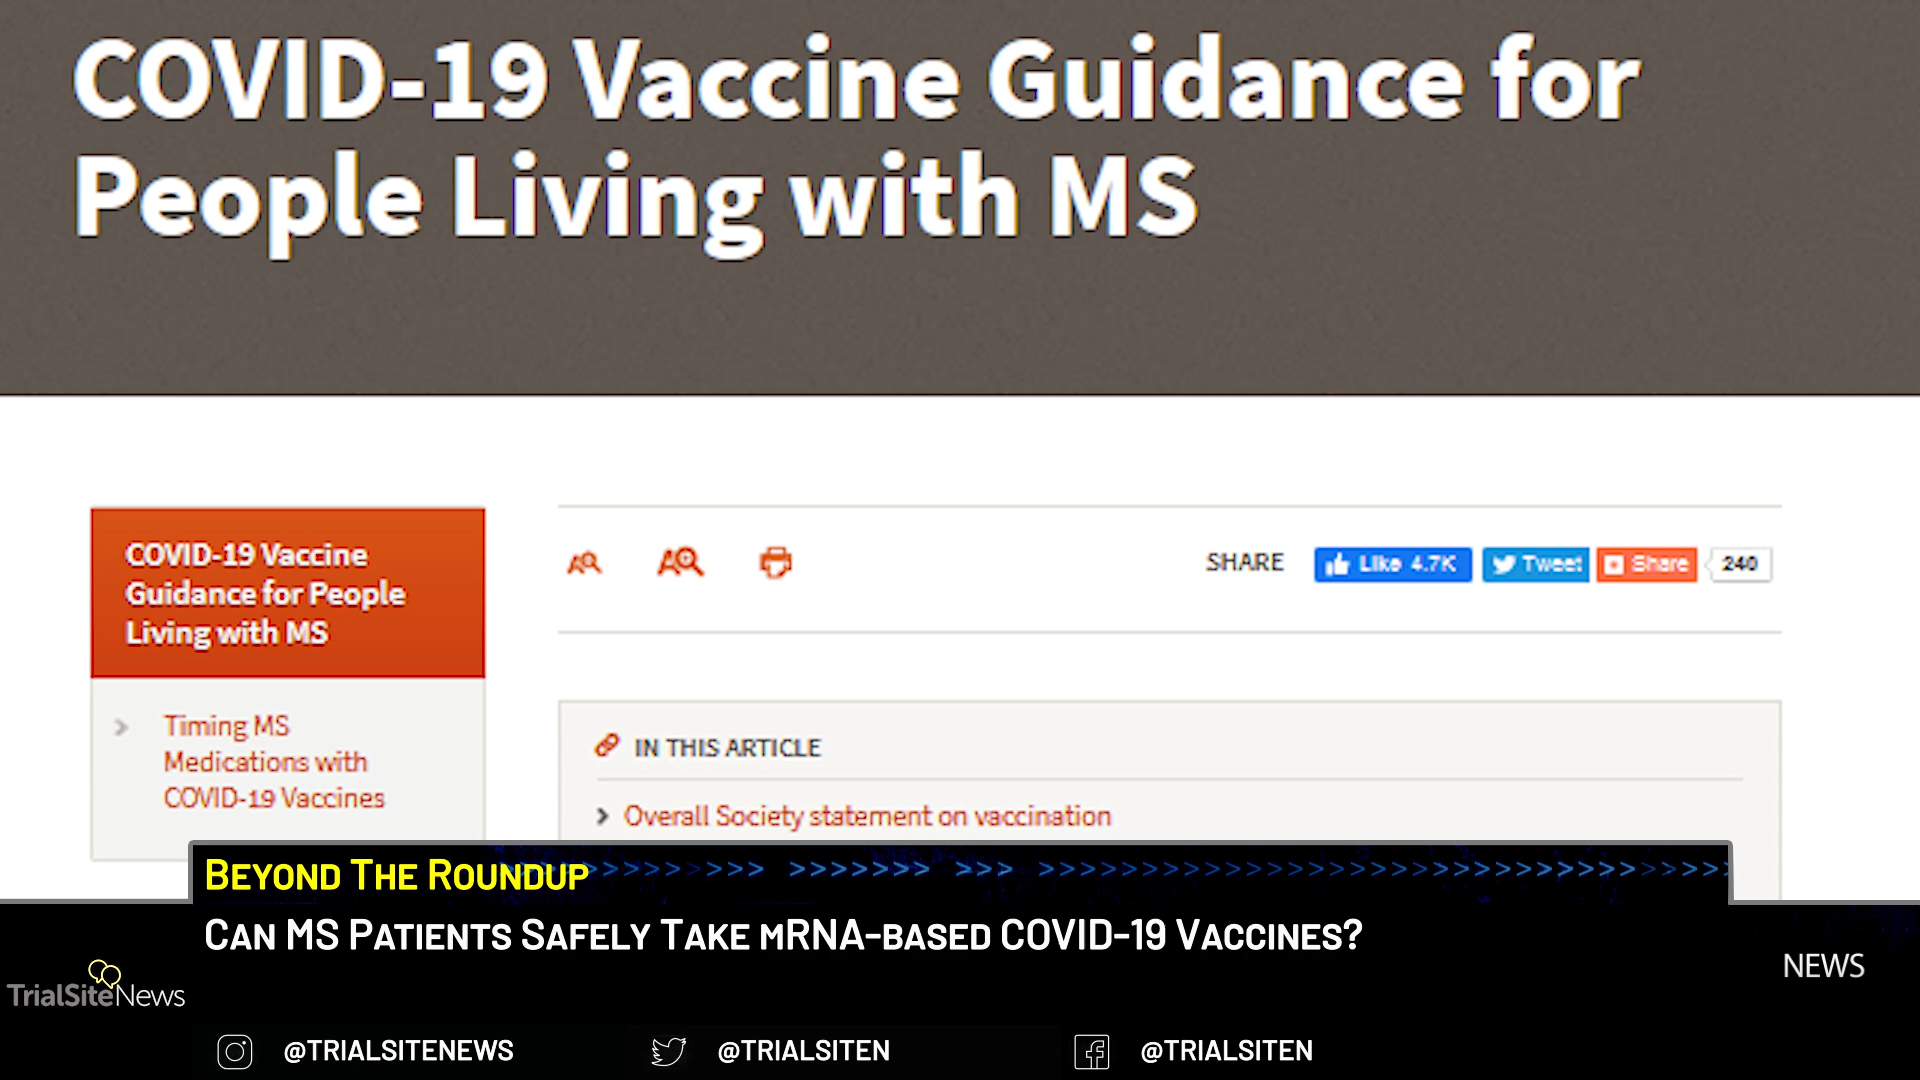 COVID-19 Vaccine Guidance for
People Living with MS
COVID-19 Vaccine
Guidance for People
Living with MS
SHARE
Like 4.7K
Tweet
Share
240
Timing MS
Medications with
COVID-19 Vaccines
IN THIS ARTICLE
Overall Society statement on vaccination
BEYOND THE ROUNDUP
CAN MS PATIENTS SAFELY TAKE MRNA-BASED COVID-19 VACCINES?
TrialSiteNews
NEWS
@TRIALSITENEWS
@TRIALSITEN
@TRIALSITEN